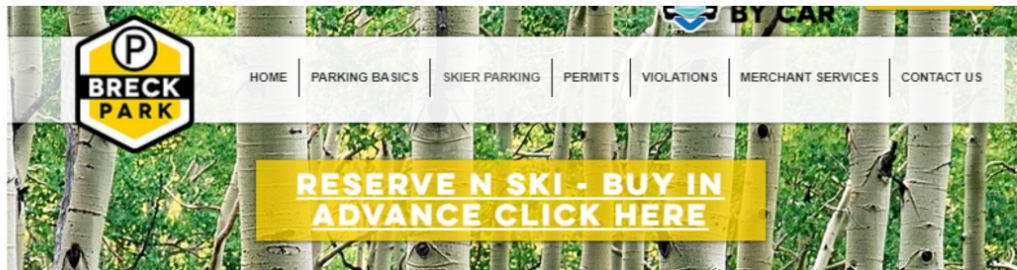 BY CAR
P
BRECK
PARK
HOME PARKING BASICS SKIER PARKING PERMITS VIOLATIONS MERCHANT SERVICES CONTACT US
RESERVE N SKI - BUY IN
ADVANCE CLICK HERE